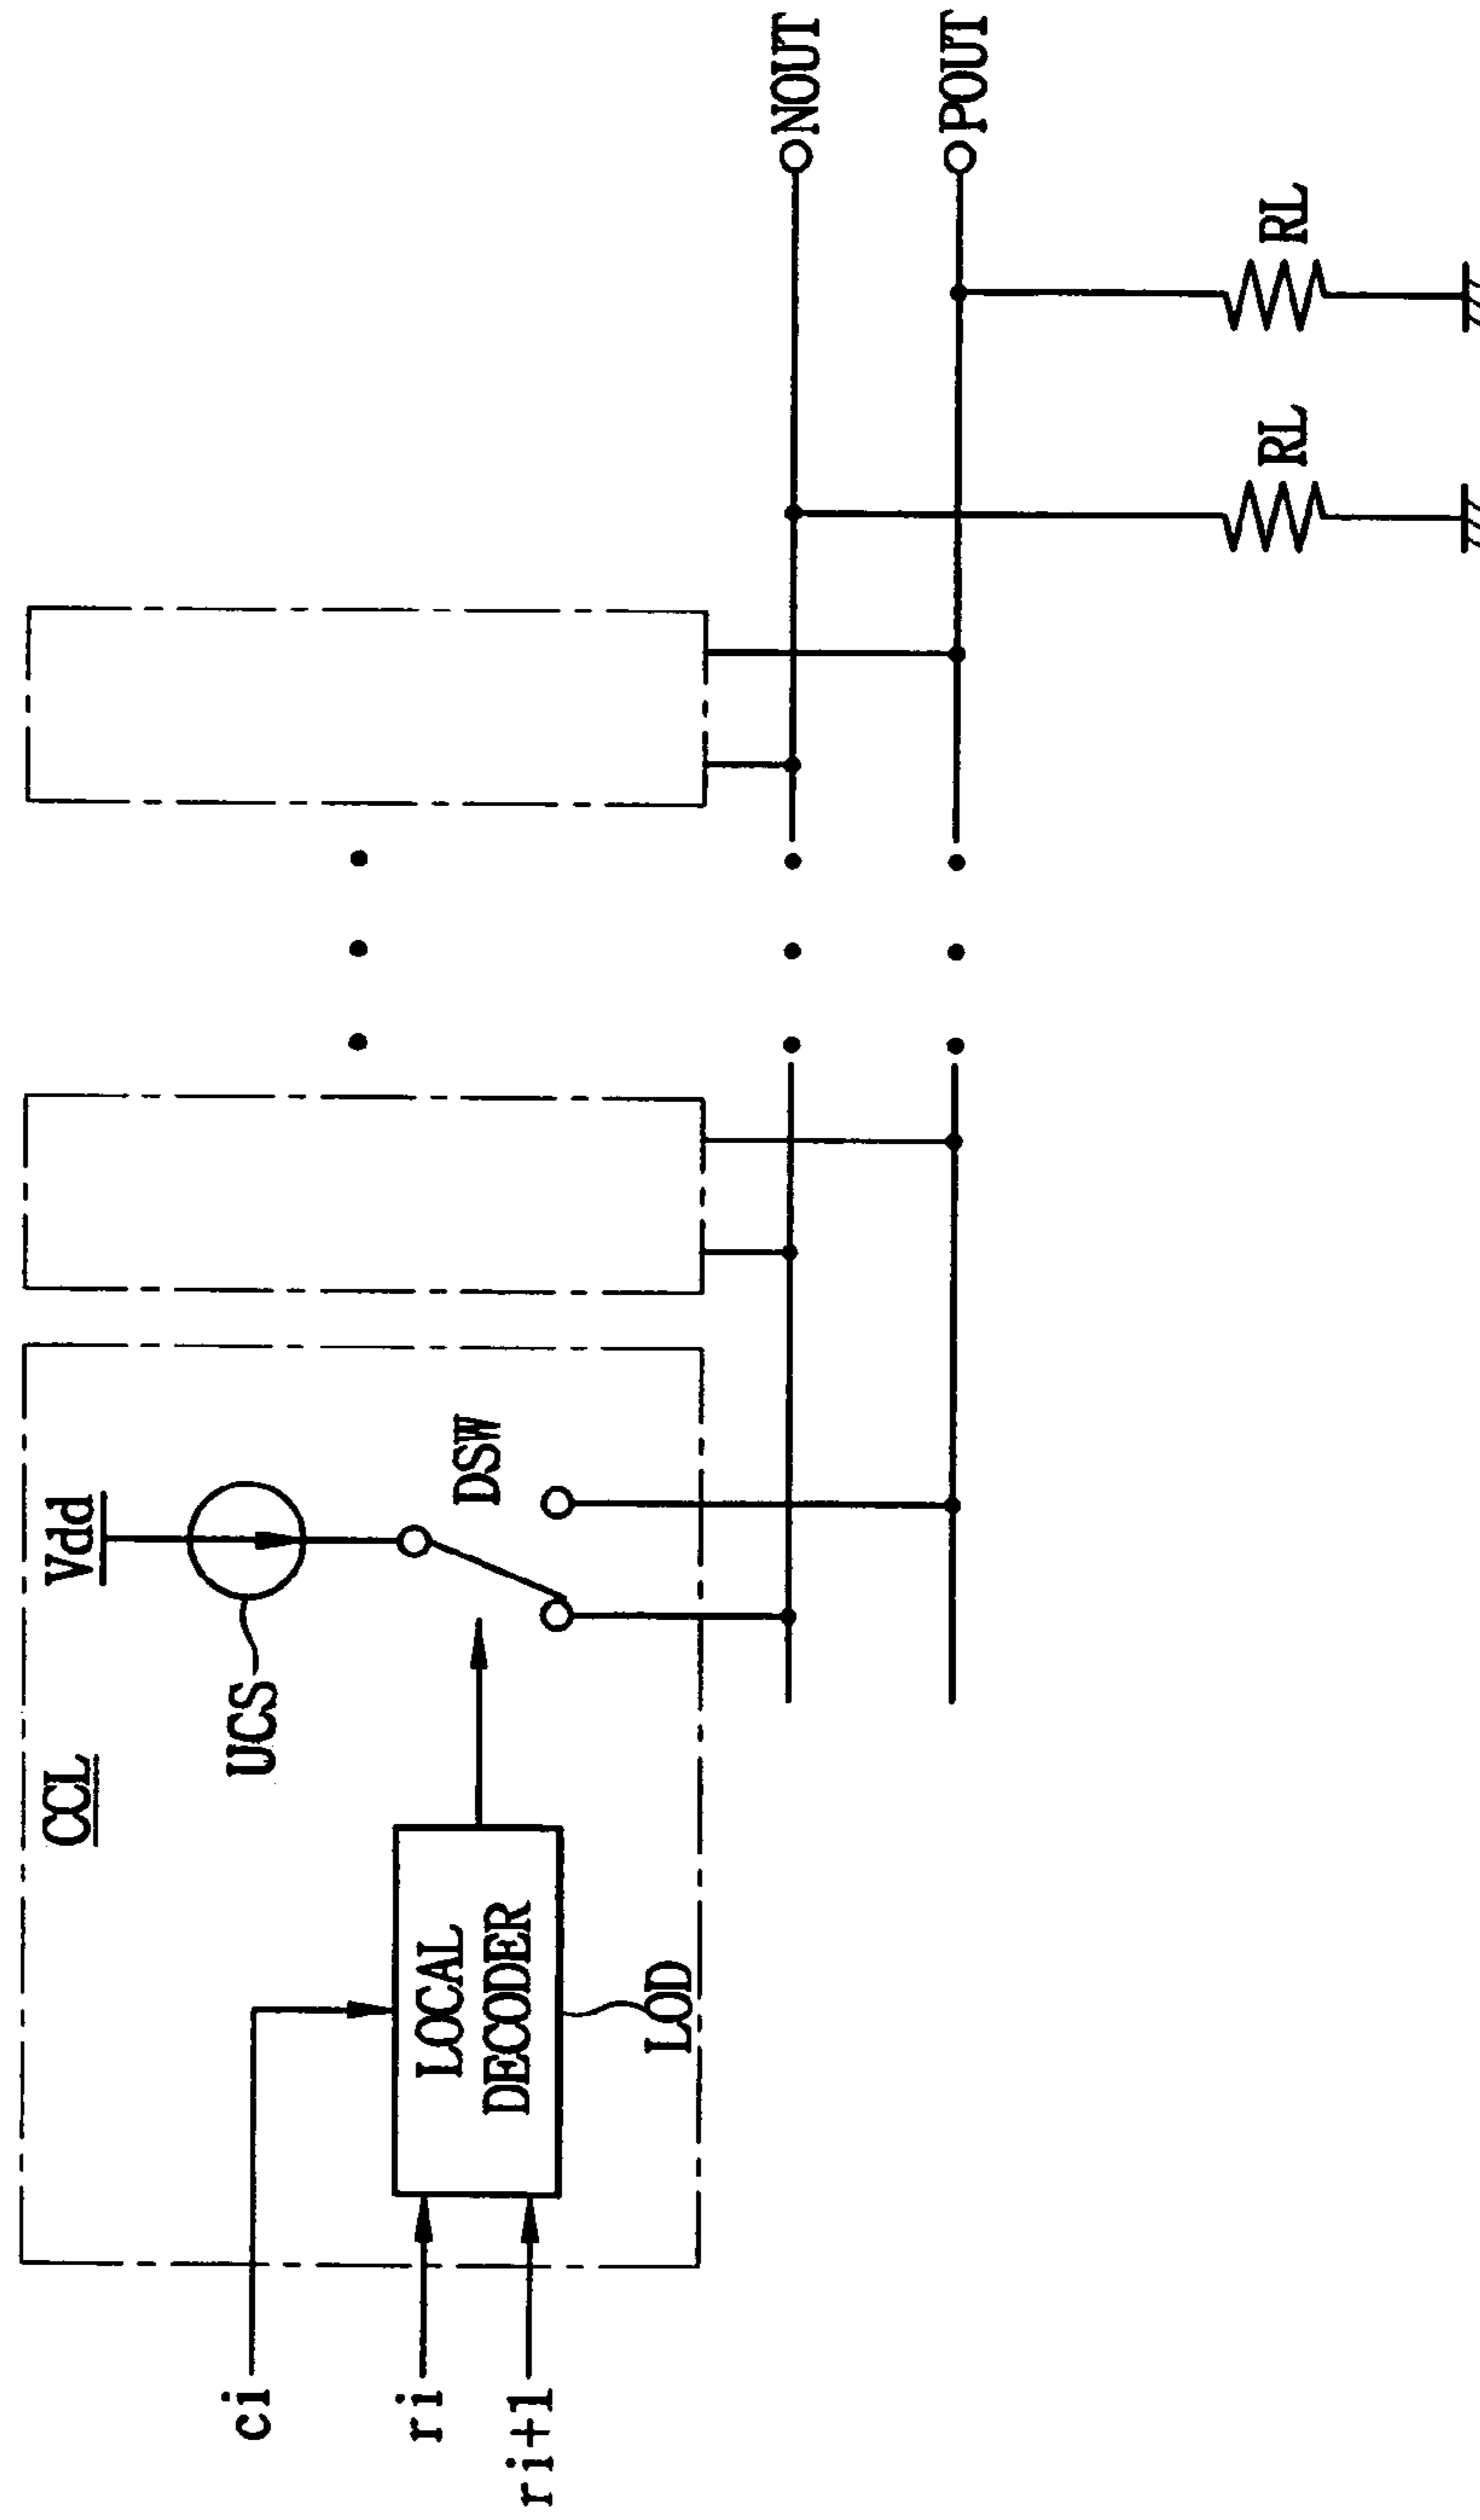 CCL
Vdd
ci
UCS
ri
LOCAL
DECODER
DSW
ri+1
LOD
NOUT
POUT
RL
RL